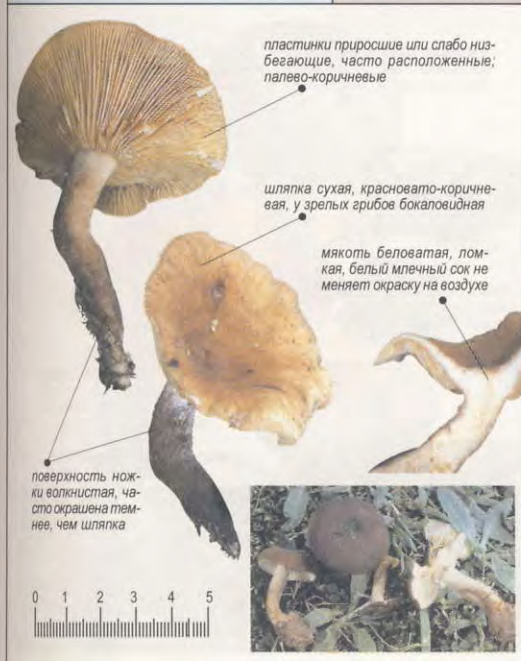 пластинки приросшие или слабо низ-
бегающие, часто расположенные;
палево-коричневые
шляпка сухая, красновато-коричне-
вая, у зрелых грибов бокаловидная
мякоть беловатая, лом-
кая, белый млечный сок не
меняет окраску на воздухе
поверхность нож-
ки волкнистая, ча-
сто окрашена тем-
нее, чем шляпка
0 1 2 3 4 5